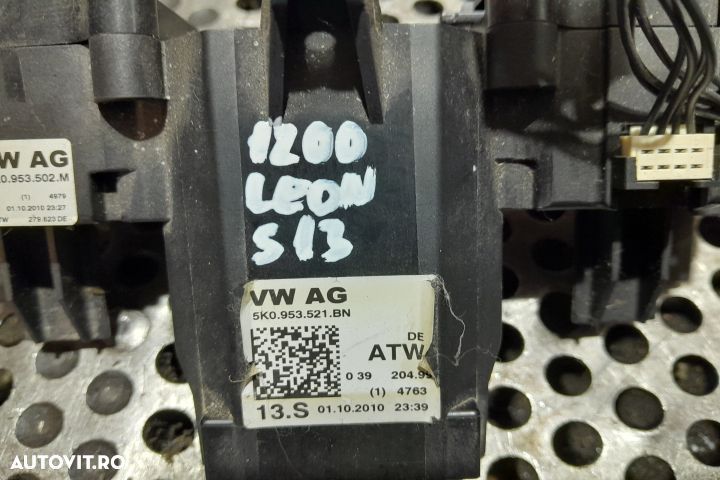 1200
LEON
S13
VW AG
5K0.953.521.BN
DE
ATW
0 39 204.99
(1) 4763
13.S 01.10.2010 23:39
W AG
0.953.502.M
(1) 4979
01.10.2010 23:27
TW 279.623 DE
AUTOVIT.RO